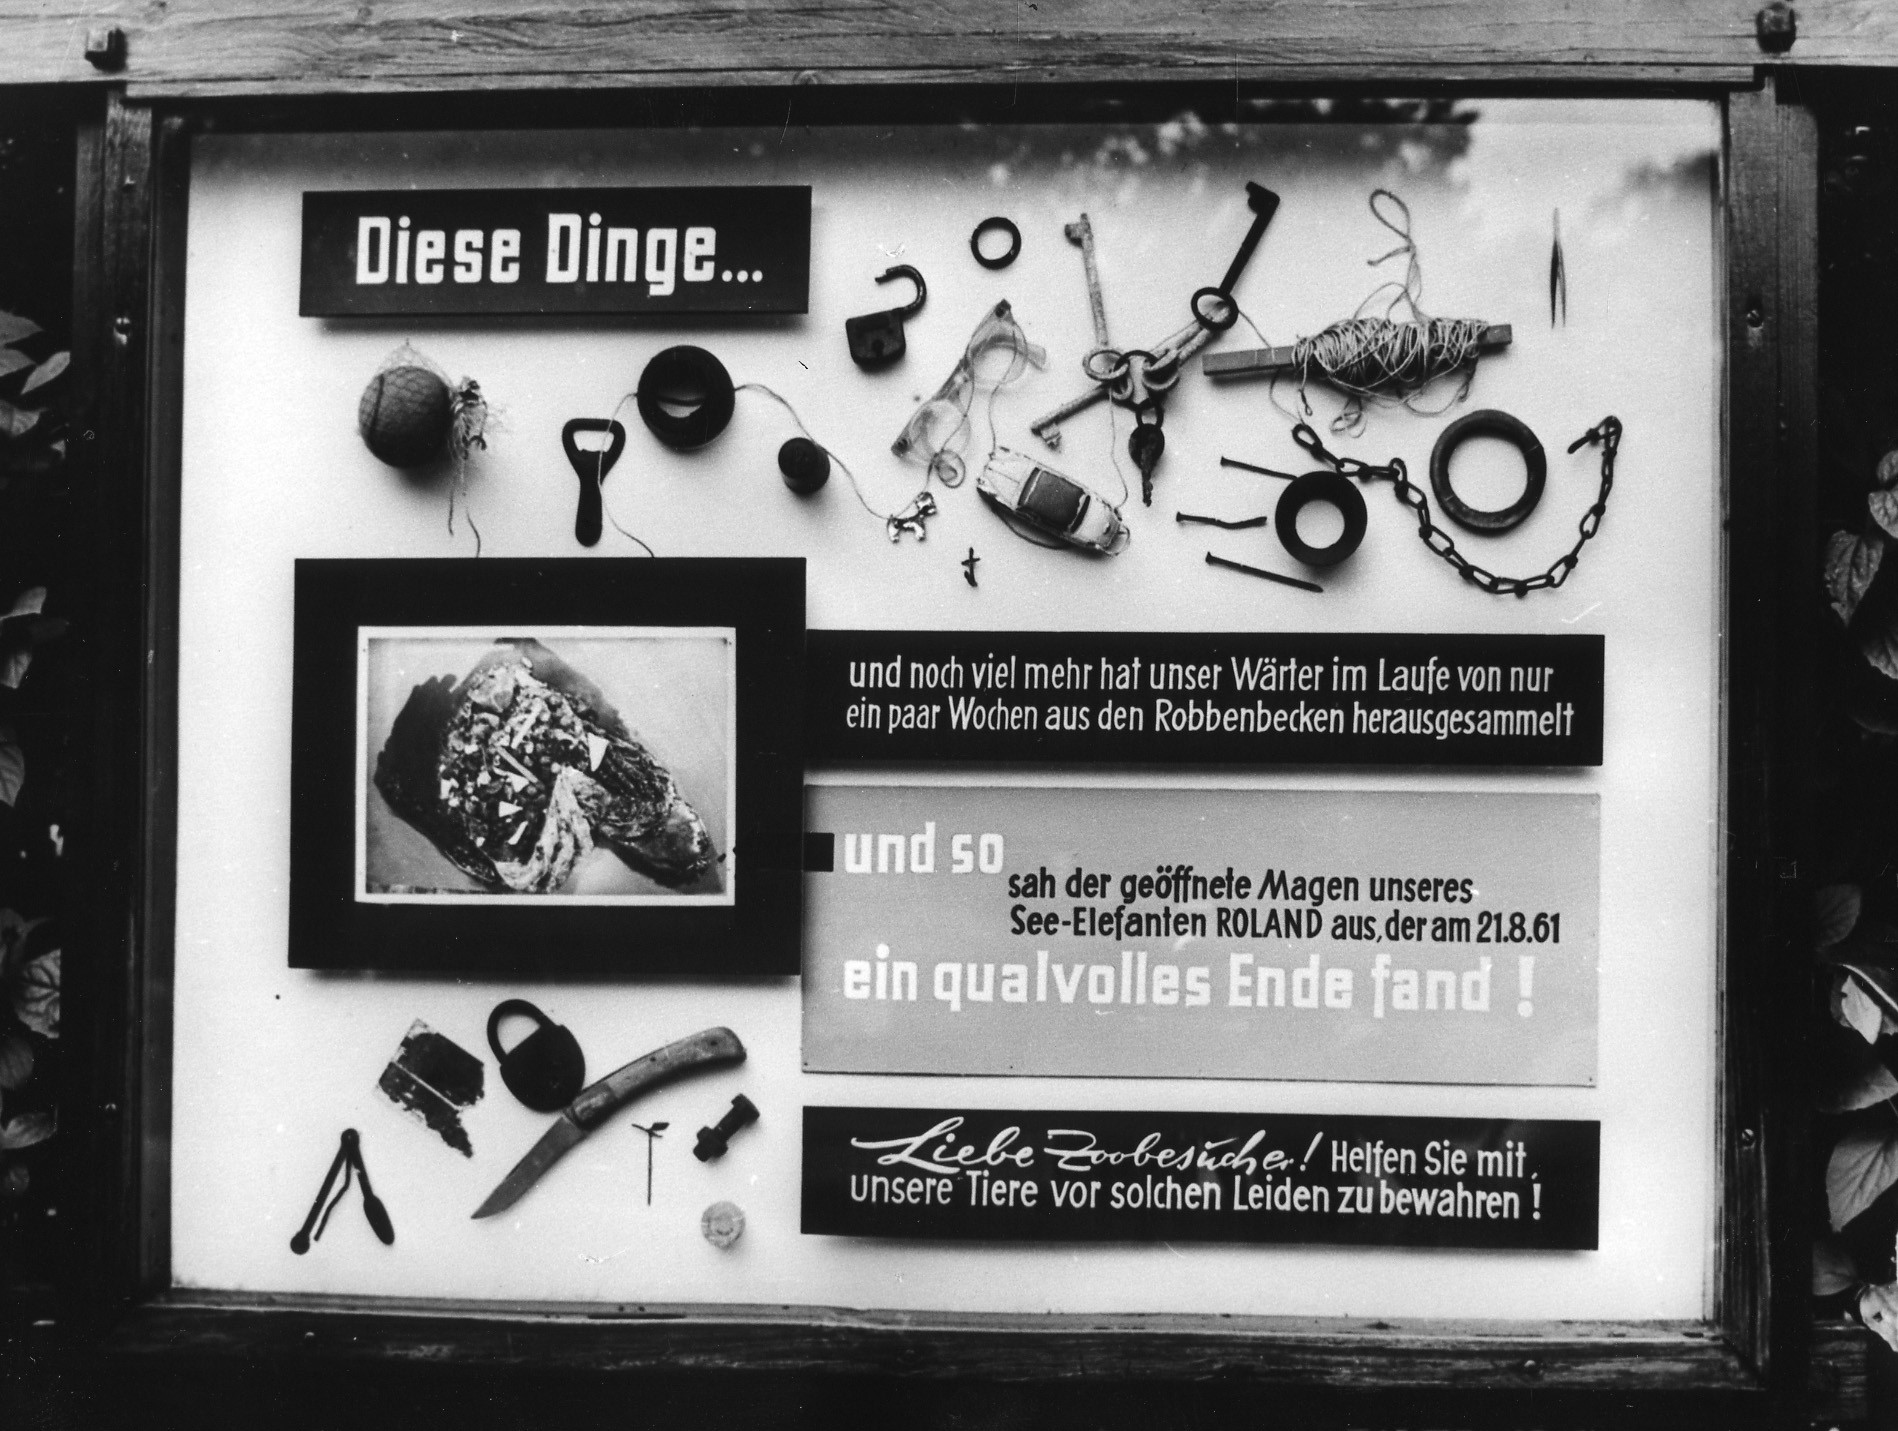 Diese Dinge...
und noch viel mehr hat unser Wärter im Laufe von nur
ein paar Wochen aus den Robbenbecken herausgesammelt
und so
sah der geöffnete Magen unseres
See-Elefanten ROLAND aus, der am 21.8.61
ein qualvolles Ende fand !
Liebe Zoobesucher! Helfen Sie mit,
unsere Tiere vor solchen Leiden zu bewahren !